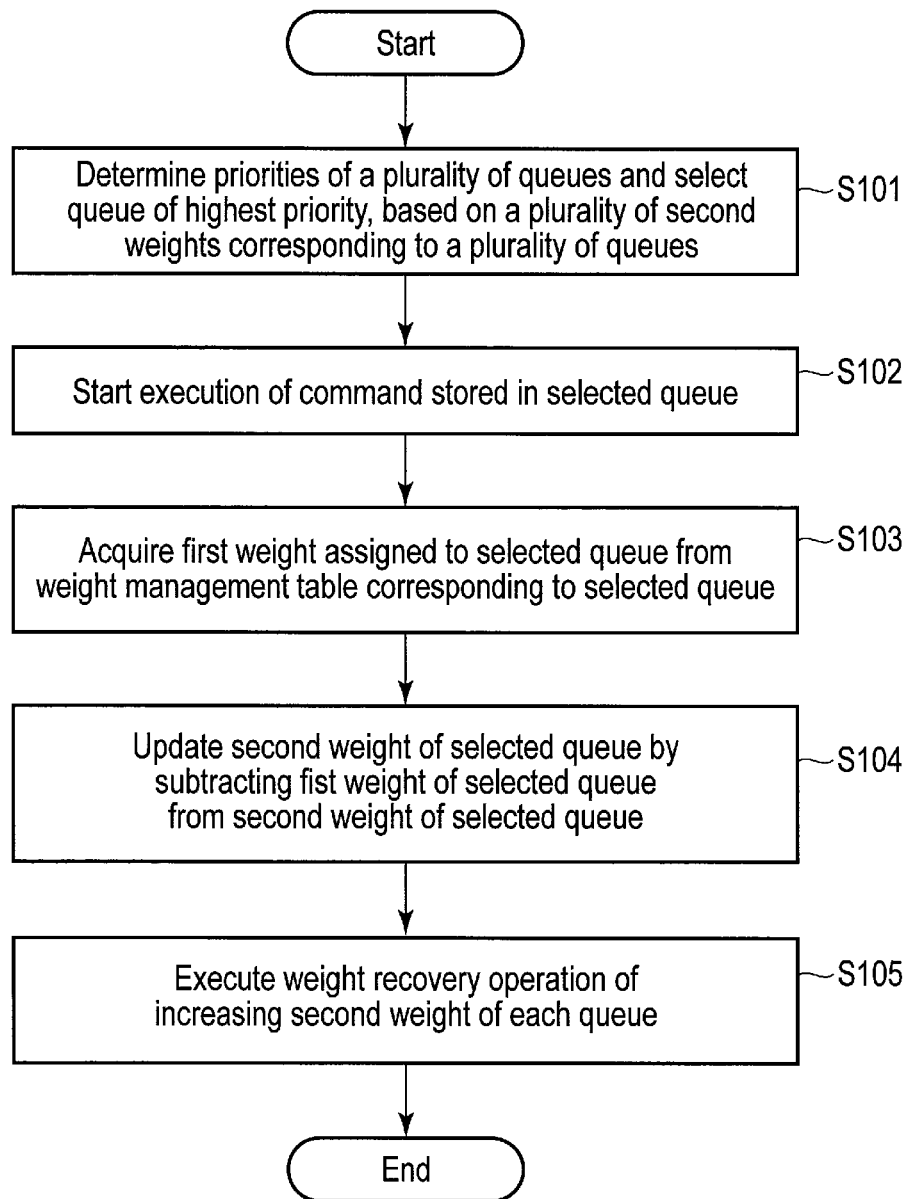 Start
Determine priorities of a plurality of queues and select
queue of highest priority, based on a plurality of second
weights corresponding to a plurality of queues
S101
Start execution of command stored in selected queue
S102
Acquire first weight assigned to selected queue from
weight management table corresponding to selected queue
S103
Update second weight of selected queue by
subtracting fist weight of selected queue
from second weight of selected queue
S104
Execute weight recovery operation of
increasing second weight of each queue
S105
End